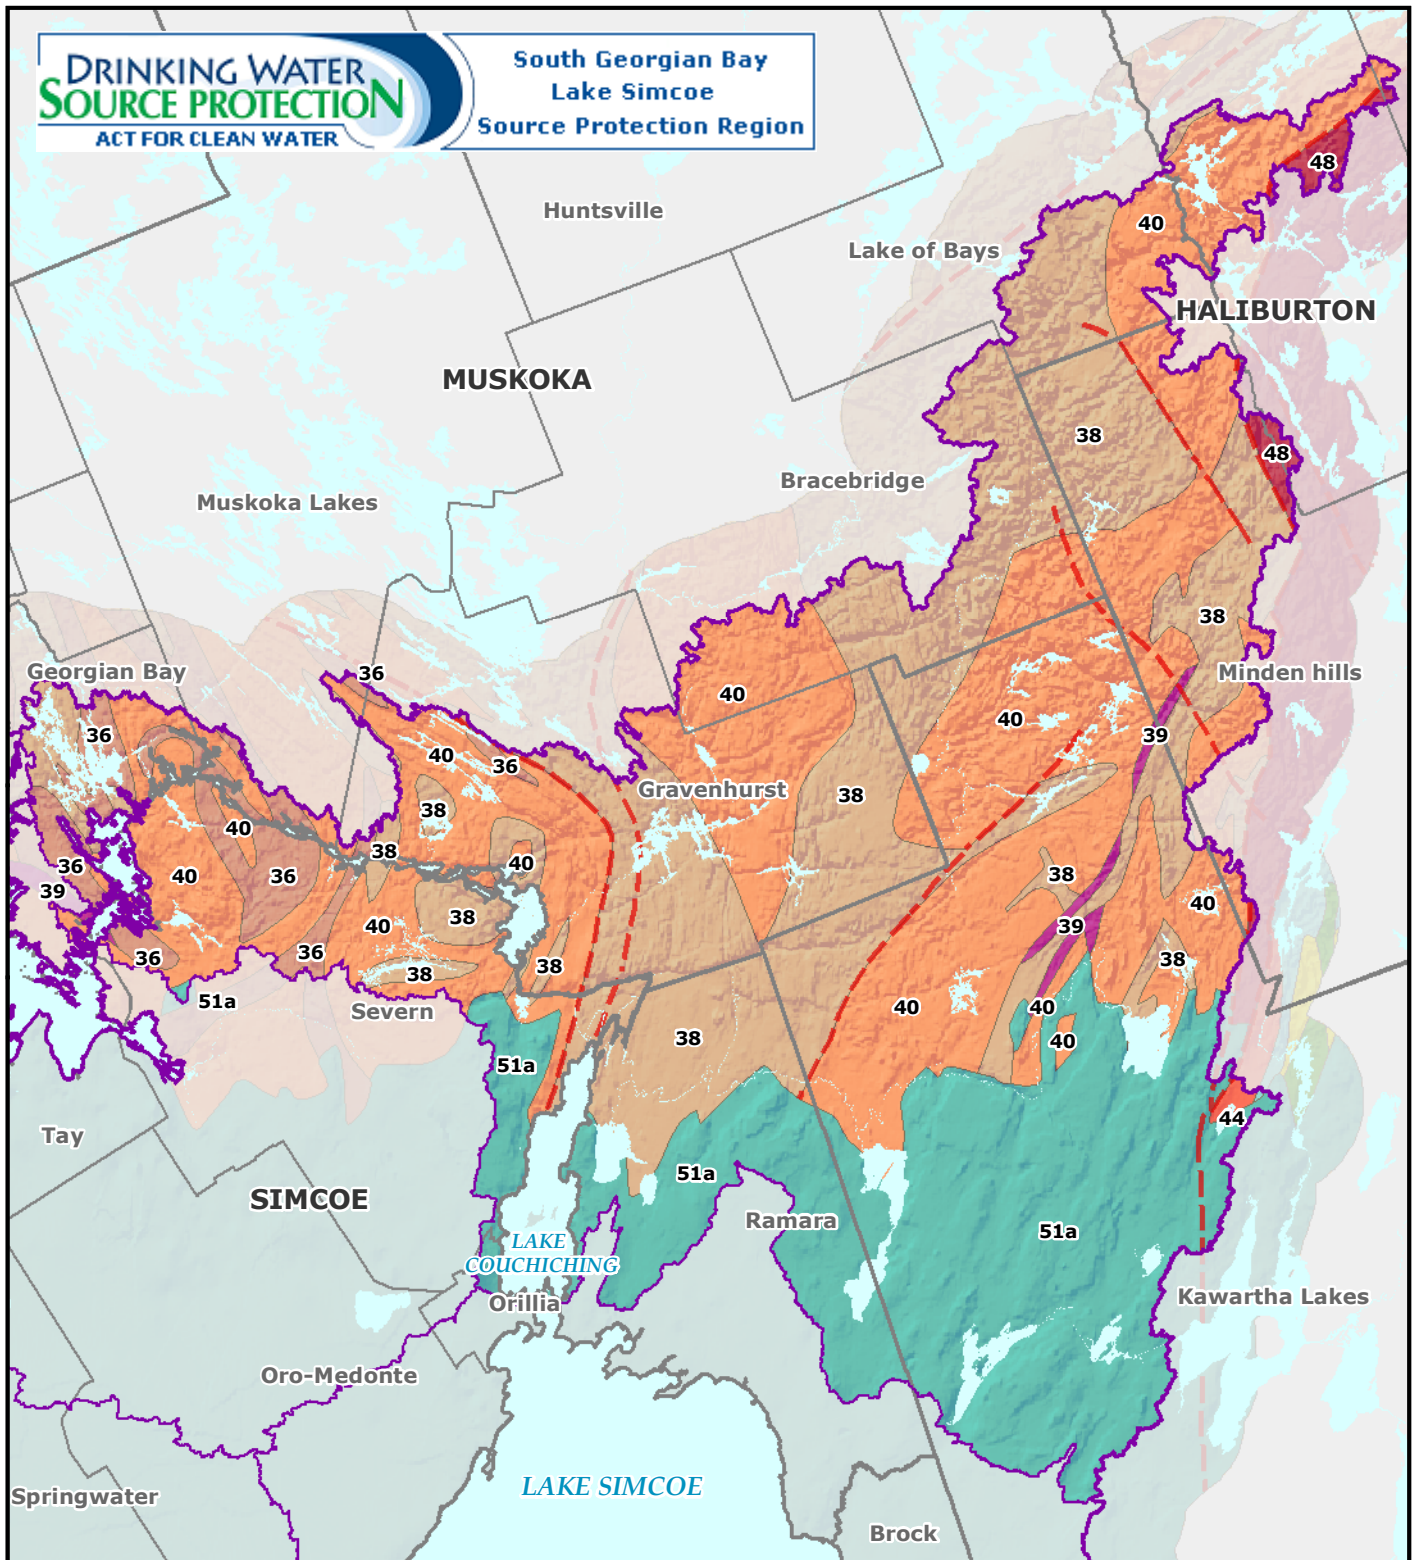 DRINKING WATER
SOURCE PROTECTION
ACT FOR CLEAN WATER
South Georgian Bay
Lake Simcoe
Source Protection Region
48
Huntsville
40
Lake of Bays
HALIBURTON
MUSKOKA
38
48
Bracebridge
Muskoka Lakes
38
Georgian Bay
36
Minden hills
40
40
36
39
40
36
Gravenhurst
38
38
40
38
40
36
40
36
38
39
40
38
40
39
36
36
38
38
38
51a
40
40
Severn
38
40
51a
44
Tay
51a
SIMCOE
Ramara
51a
LAKE
COUCHICHING
Orillia
Kawartha Lakes
Oro-Medonte
LAKE SIMCOE
Springwater
Brock